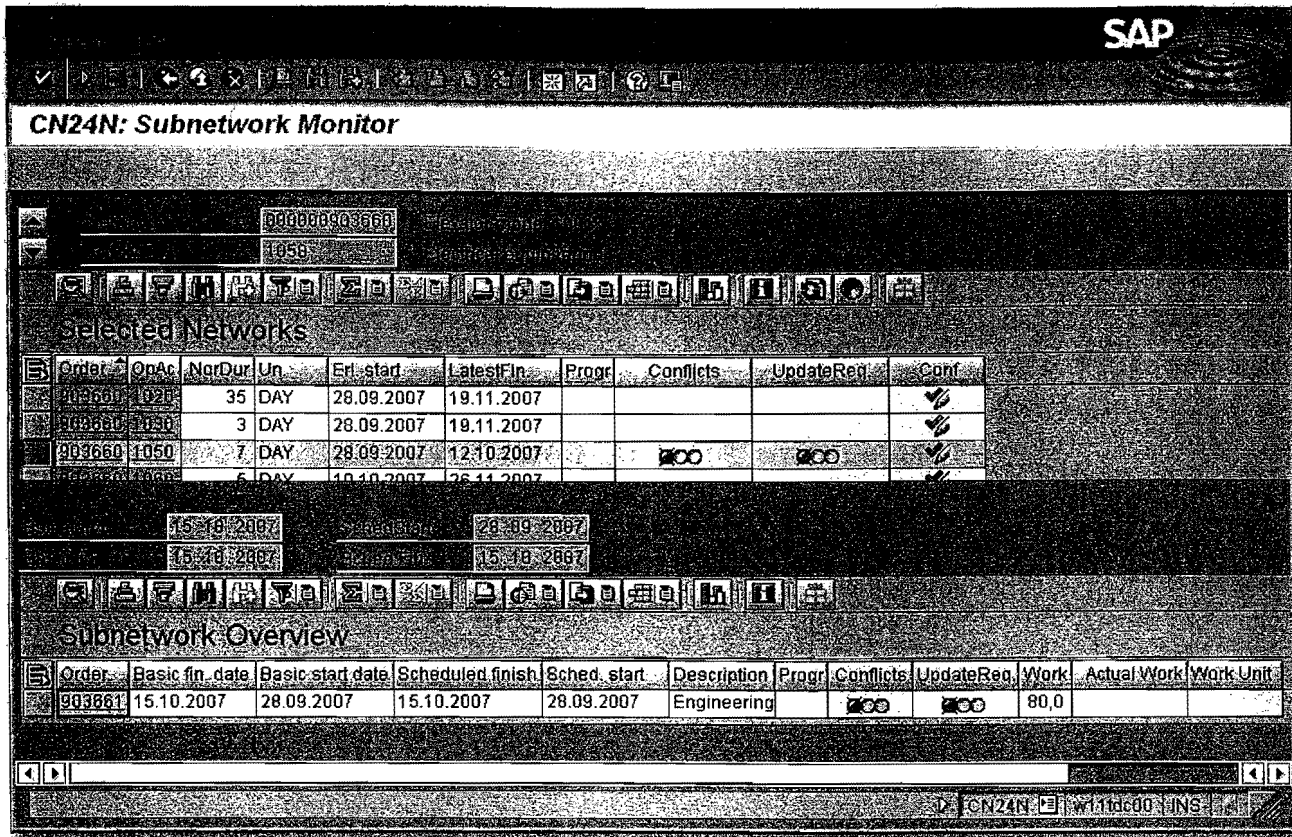 SAP
CN24N: Subnetwork Monitor
000000903660
1050
Selected Networks
Order OpAc NorDur Un. Erl. start LatestFin. Progr Conflicts UpdateReq. Conf
903660 1020 35 DAY 28.09.2007 19.11.2007
903660 1030 3 DAY 28.09.2007 19.11.2007
903660 1050 7 DAY 28.09.2007 12.10.2007
5 DAY 10.10.2007 26.11.2007
15.10.2007 28.09.2007
15.10.2007 15.10.2007
Subnetwork Overview
Order Basic fin. date Basic start date Scheduled finish Sched. start Description Progr Conflicts UpdateReq. Work Actual Work Work Unit
903661 15.10.2007 28.09.2007 15.10.2007 28.09.2007 Engineering 80,0
CN24N w11tdc00 INS